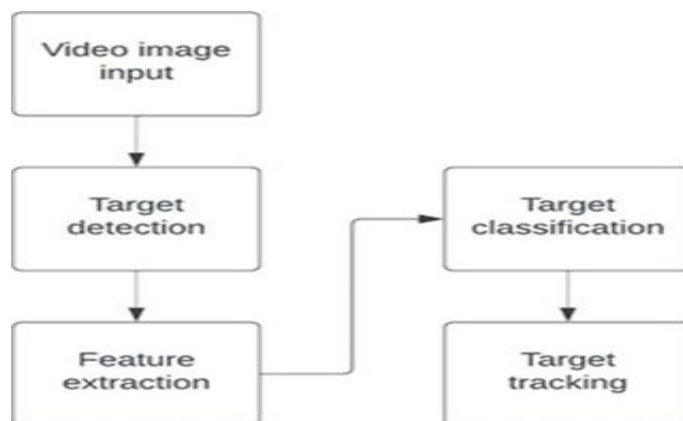 Video image
input
Target
detection
Feature
extraction
Target
classification
Target
tracking